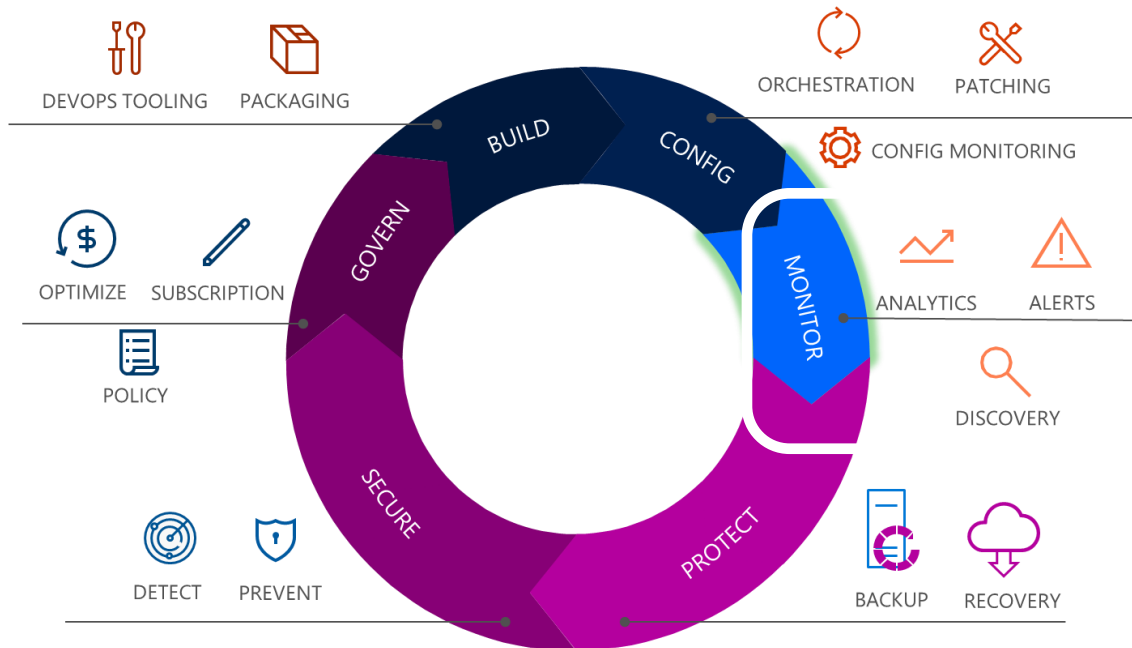 DEVOPS TOOLING
PACKAGING
ORCHESTRATION
PATCHING
BUILD
CONFIG
CONFIG MONITORING
GOVERN
MONITOR
OPTIMIZE
SUBSCRIPTION
ANALYTICS
ALERTS
POLICY
DISCOVERY
SECURE
PROTECT
DETECT
PREVENT
BACKUP
RECOVERY